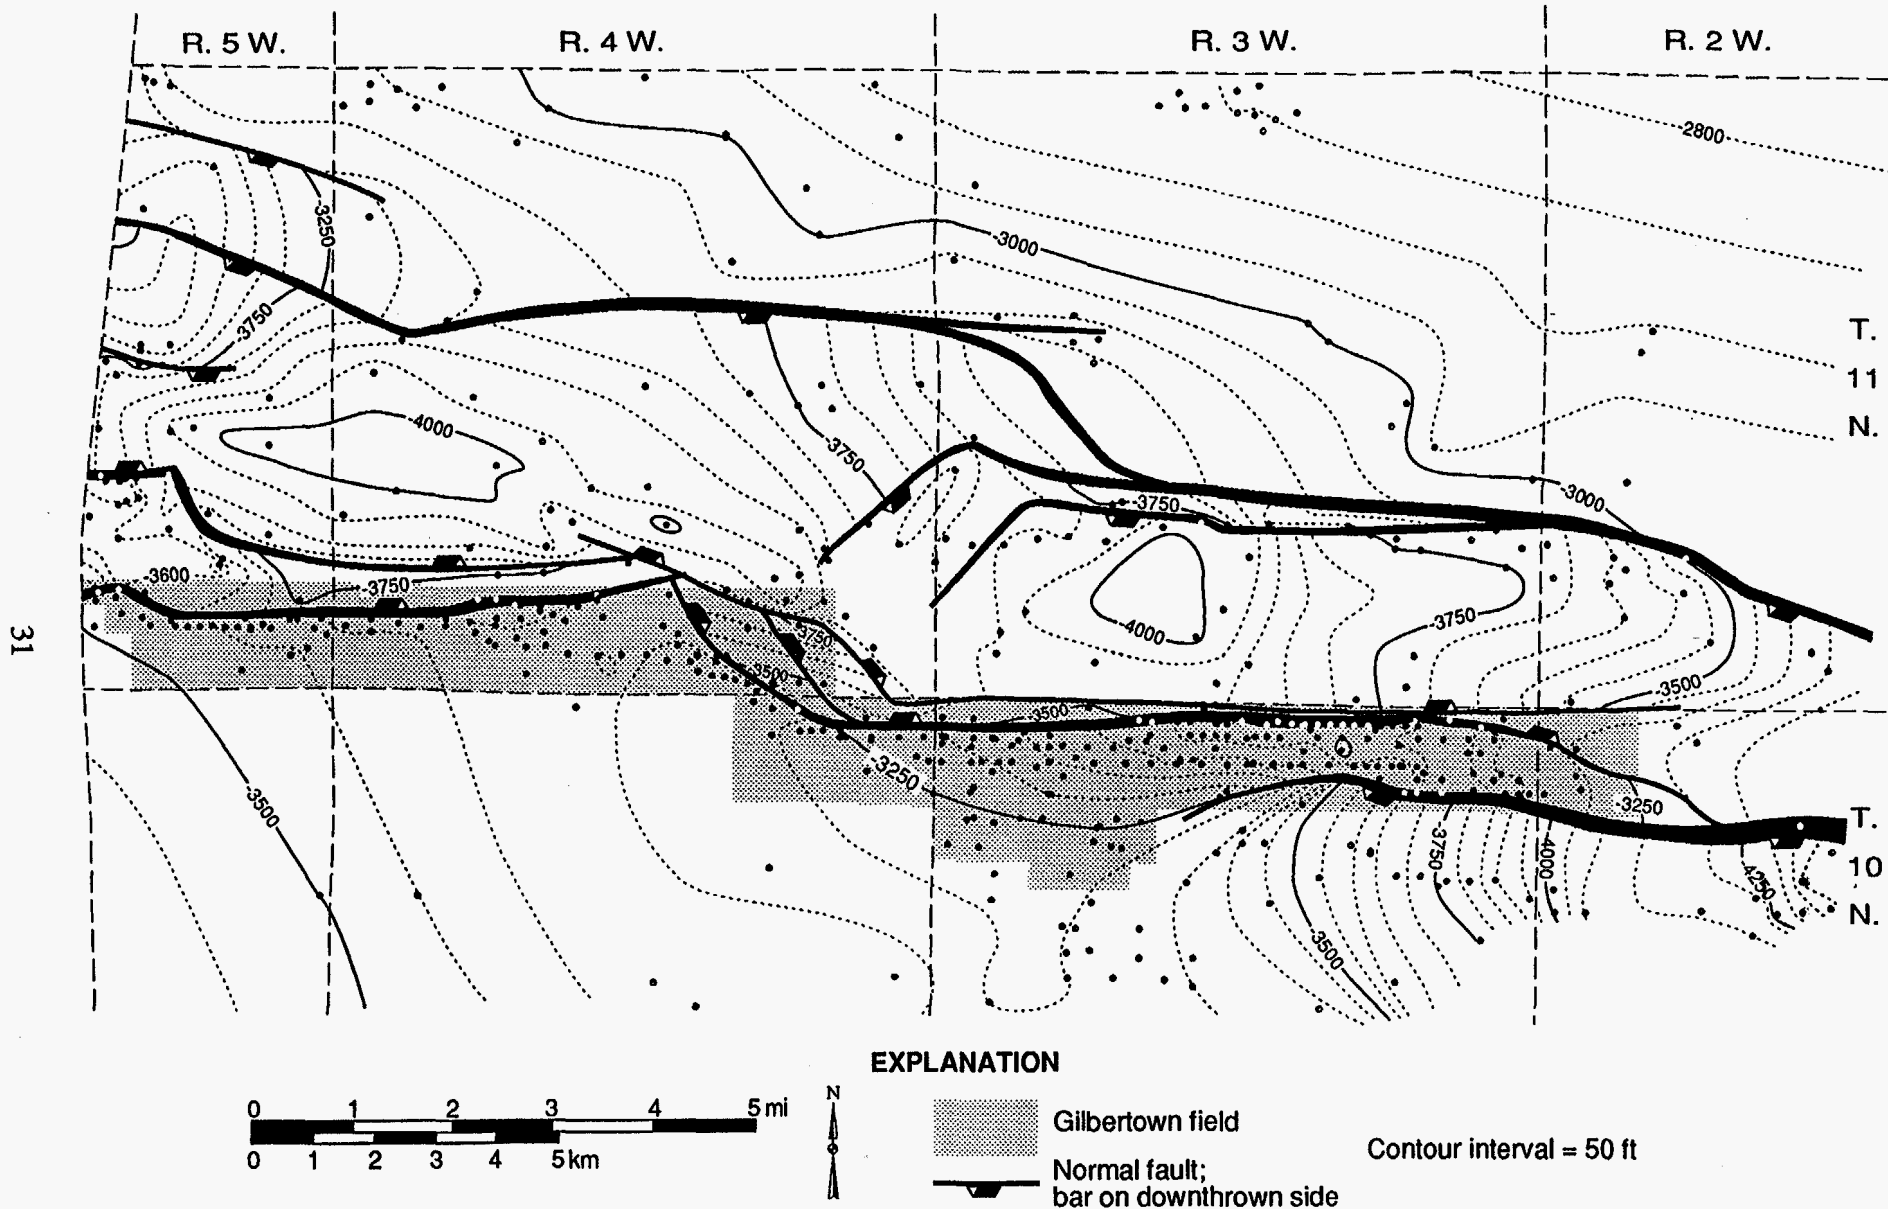 R. 5 W. R. 4 W. R. 3 W. R. 2 W.
-2800
-3250
-3000
-3750
T.
11
N.
-4000
-3750
-3750
-3000
-3600
-3750
-4000
-3750
31
-3750
-3500
-3500
-3500
-3250
-3250
-3500
T.
10
N.
-3750
-4000
-4250
-3500
EXPLANATION
0 1 2 3 4 5 mi
0 1 2 3 4 5 km
N
Gilbertown field
Normal fault;
bar on downthrown side
Contour interval = 50 ft